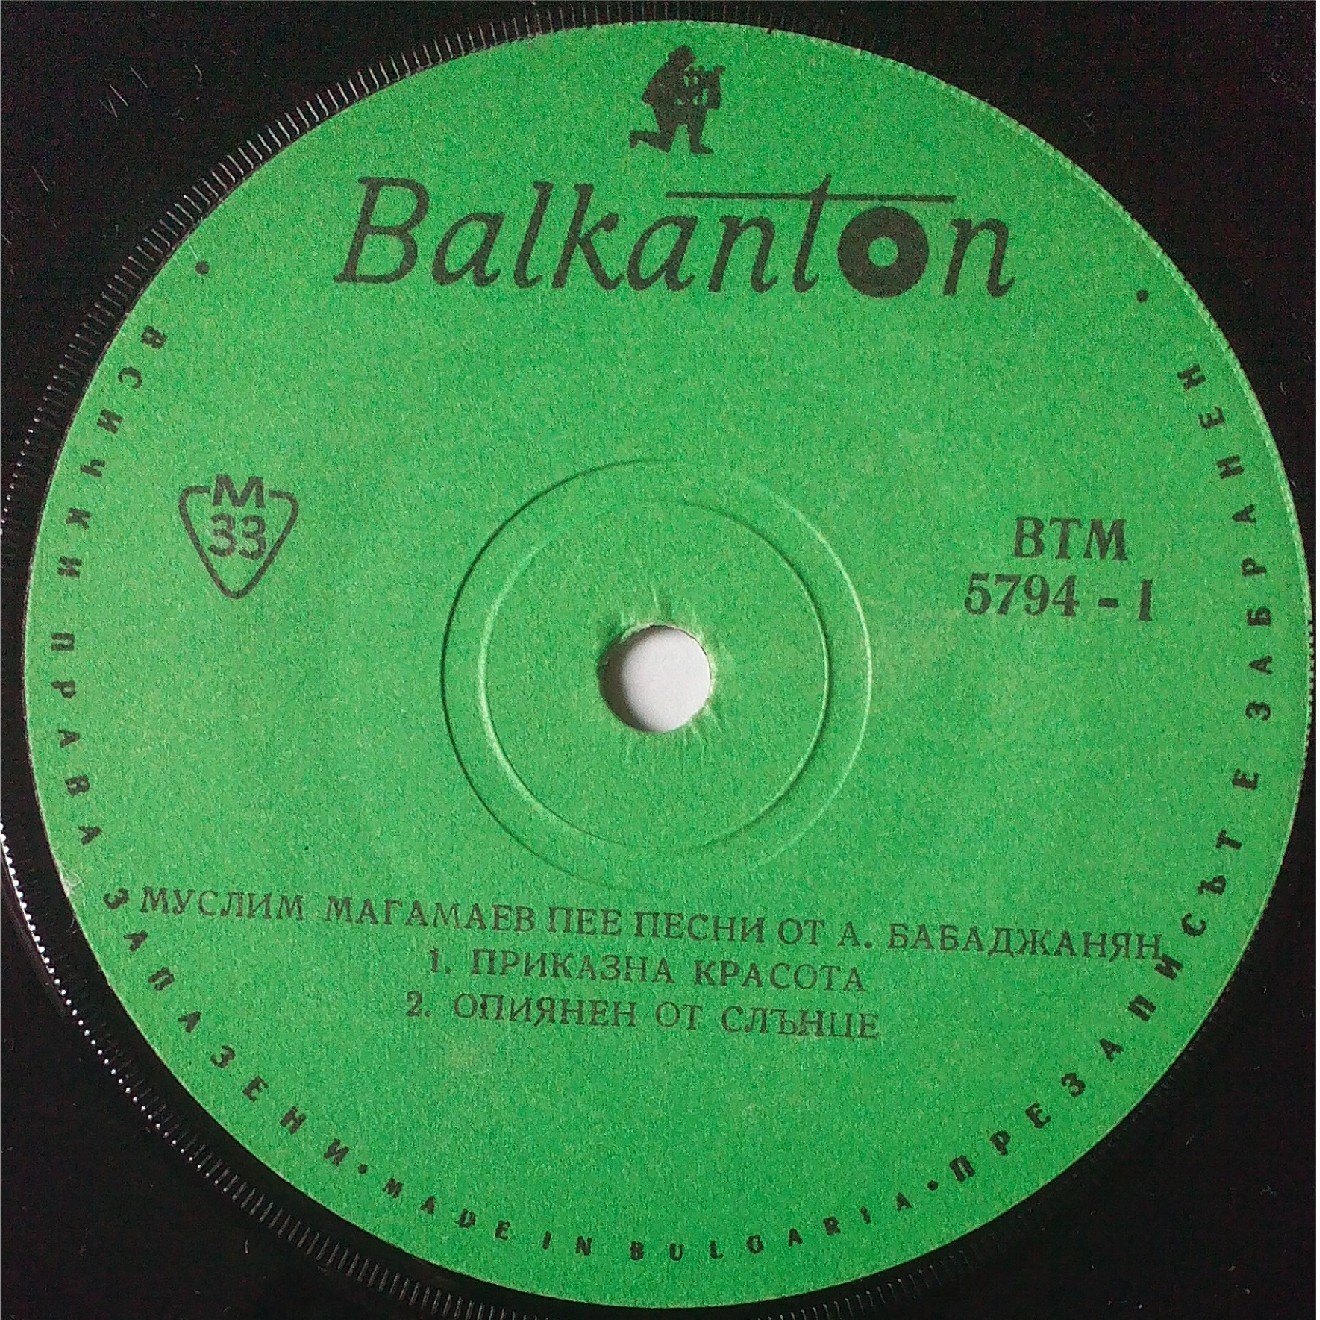 Balkanton
М
33
ВТМ
5794 - 1
МУСЛИМ МАГАМАЕВ ПЕЕ ПЕСНИ ОТ А. БАБАДЖАНЯН
1. ПРИКАЗНА КРАСОТА
2. ОПИЯНЕН ОТ СЛЪНЦЕ
• ВСИЧКИ ПРАВА ЗАПАЗЕНИ • MADE IN BULGARIA • ПРЕЗАПИСЪТ Е ЗАБРАНЕН •